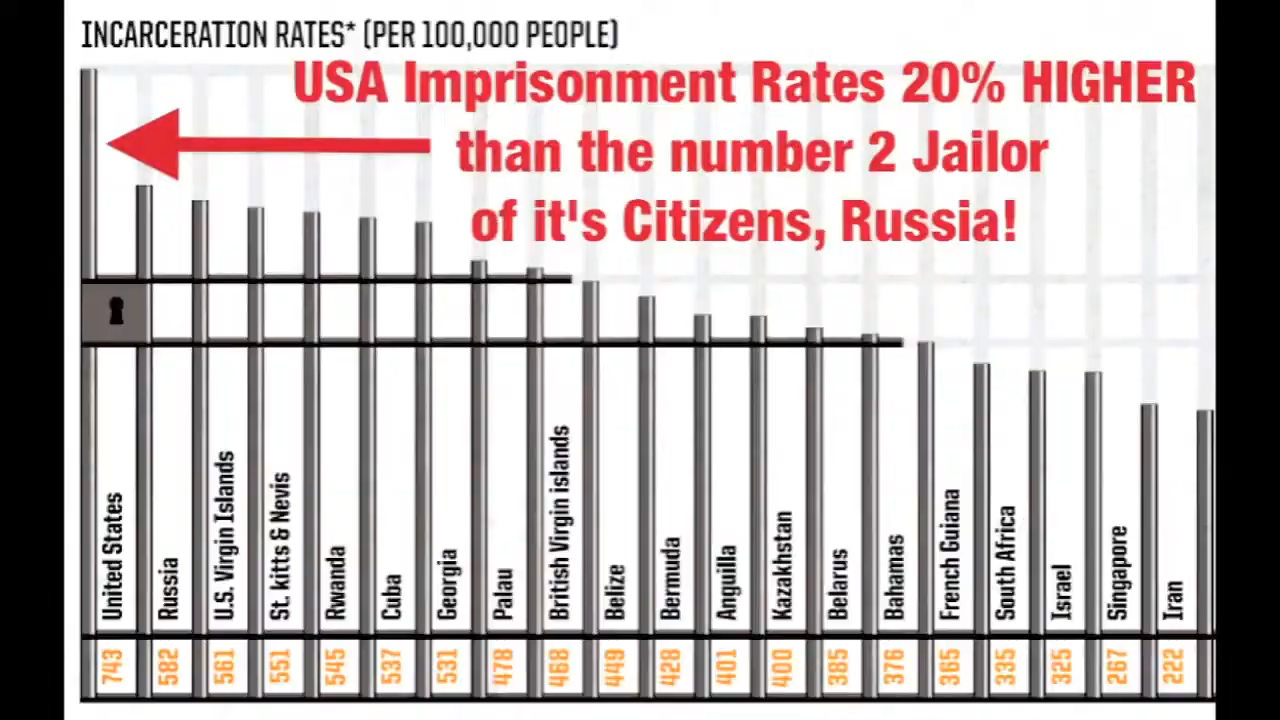 INCARCERATION RATES* (PER 100,000 PEOPLE)
USA Imprisonment Rates 20% HIGHER
than the number 2 Jailor
of it's Citizens, Russia!
United States
Russia
U.S. Virgin Islands
St. kitts & Nevis
Rwanda
Cuba
Georgia
Palau
British Virgin islands
Belize
Bermuda
Anguilla
Kazakhstan
Belarus
Bahamas
French Guiana
South Africa
Israel
Singapore
Iran
743
582
561
551
545
537
531
478
468
449
428
401
400
385
376
365
335
325
267
222